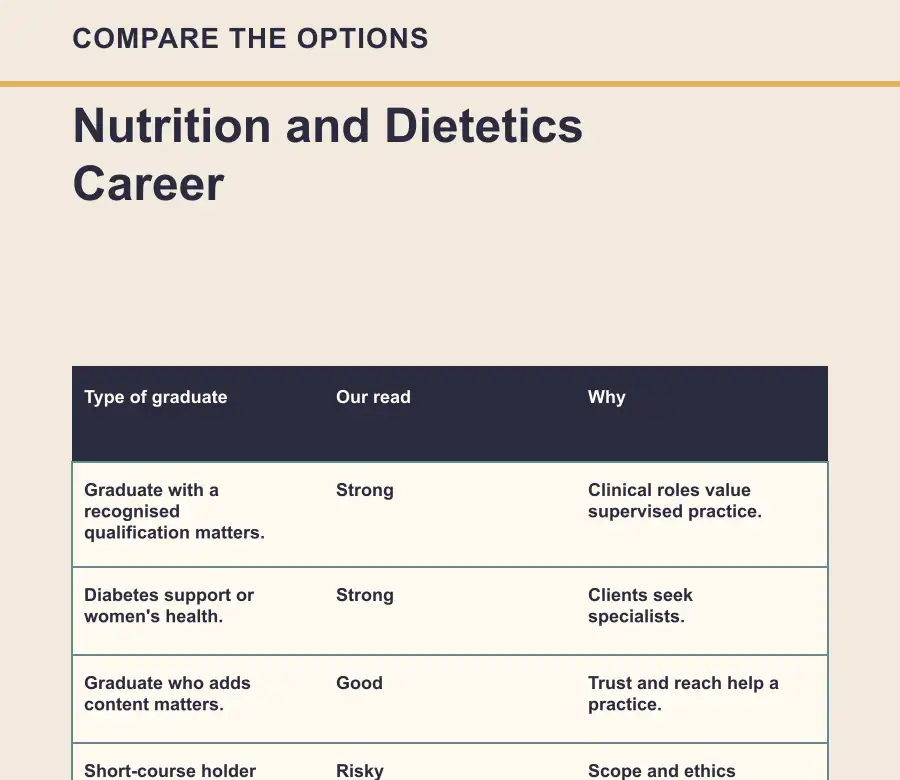 COMPARE THE OPTIONS
Nutrition and Dietetics
Career
Type of graduate
Our read
Why
Graduate with a
recognised
qualification matters.
Strong
Clinical roles value
supervised practice.
Diabetes support or
women's health.
Strong
Clients seek
specialists.
Graduate who adds
content matters.
Good
Trust and reach help a
practice.
Short-course holder
Risky
Scope and ethics